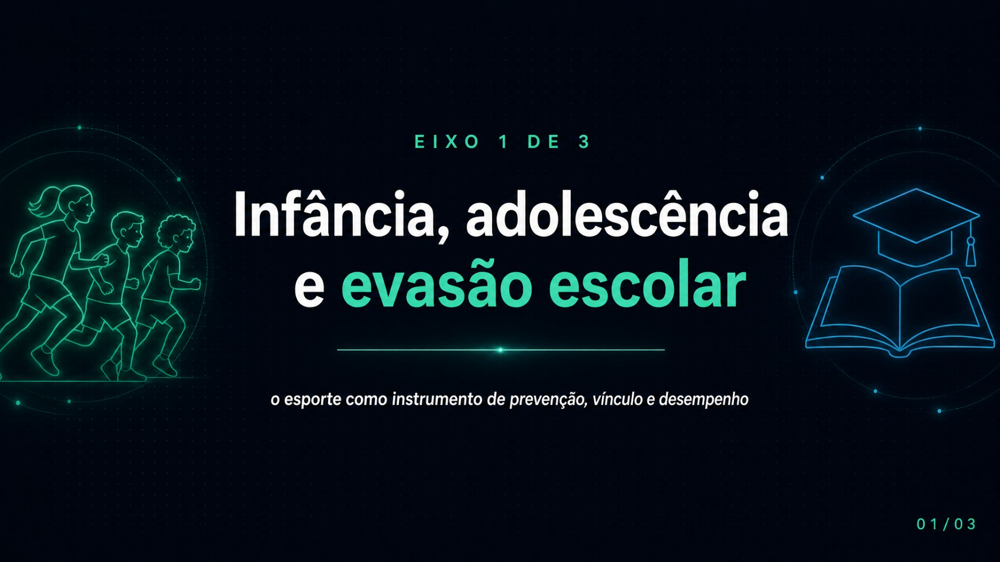 EIXO 1 DE 3
Infância, adolescência
e evasão escolar
o esporte como instrumento de prevenção, vínculo e desempenho
01/03